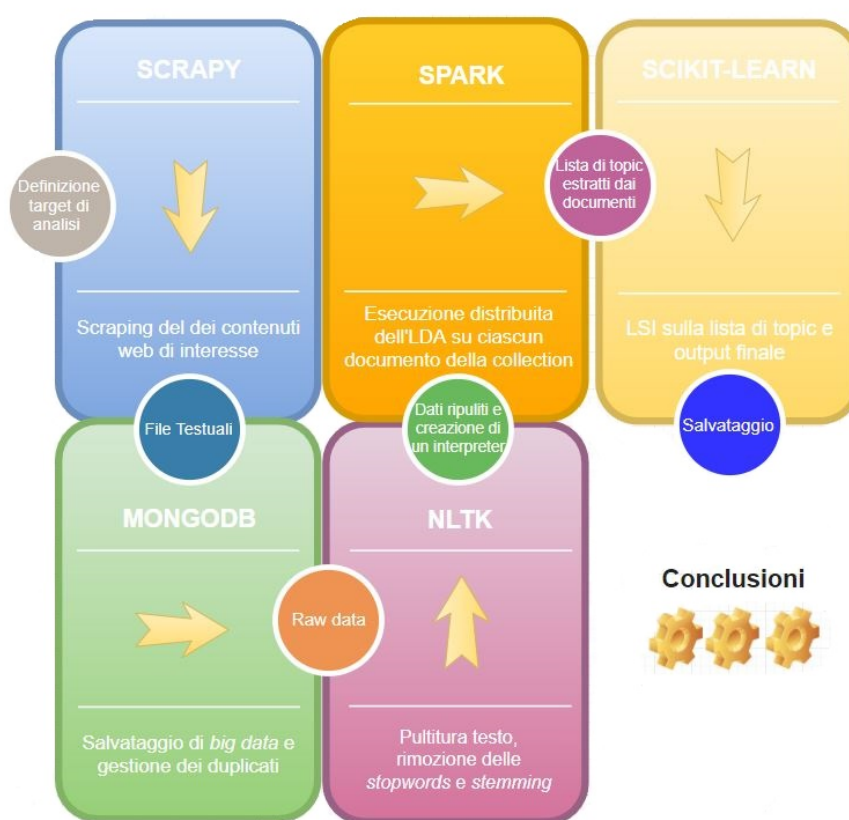 SCRAPY
Definizione
target di
analisi
Scraping del dei contenuti
web di interesse
File Testuali
MONGODB
Salvataggio di big data e
gestione dei duplicati
Raw data
NLTK
Pultitura testo,
rimozione delle
stopwords e stemming
Dati ripuliti e
creazione di
un interpreter
SPARK
Esecuzione distribuita
dell'LDA su ciascun
documento della collection
Lista di topic
estratti dai
documenti
SCIKIT-LEARN
LSI sulla lista di topic e
output finale
Salvataggio
Conclusioni